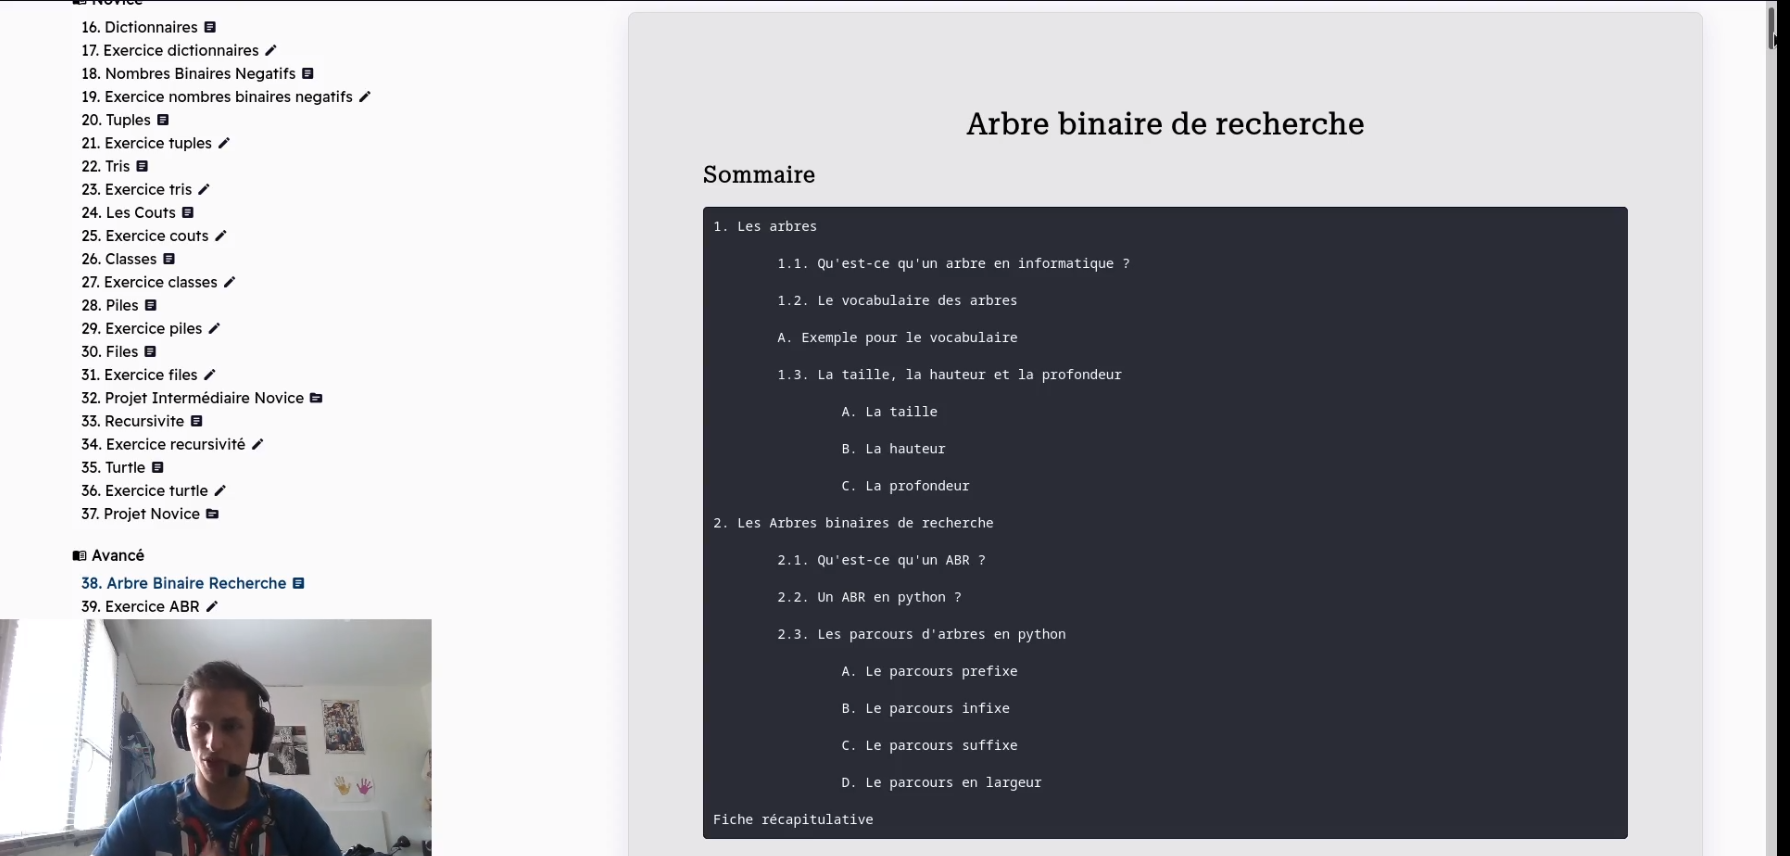 Novice
16. Dictionnaires
17. Exercice dictionnaires
18. Nombres Binaires Negatifs
19. Exercice nombres binaires negatifs
20. Tuples
21. Exercice tuples
22. Tris
23. Exercice tris
24. Les Couts
25. Exercice couts
26. Classes
27. Exercice classes
28. Piles
29. Exercice piles
30. Files
31. Exercice files
32. Projet Intermédiaire Novice
33. Recursivite
34. Exercice recursivité
35. Turtle
36. Exercice turtle
37. Projet Novice
Avancé
38. Arbre Binaire Recherche
39. Exercice ABR
Arbre binaire de recherche
Sommaire
1. Les arbres
1.1. Qu'est-ce qu'un arbre en informatique ?
1.2. Le vocabulaire des arbres
A. Exemple pour le vocabulaire
1.3. La taille, la hauteur et la profondeur
A. La taille
B. La hauteur
C. La profondeur
2. Les Arbres binaires de recherche
2.1. Qu'est-ce qu'un ABR ?
2.2. Un ABR en python ?
2.3. Les parcours d'arbres en python
A. Le parcours prefixe
B. Le parcours infixe
C. Le parcours suffixe
D. Le parcours en largeur
Fiche récapitulative